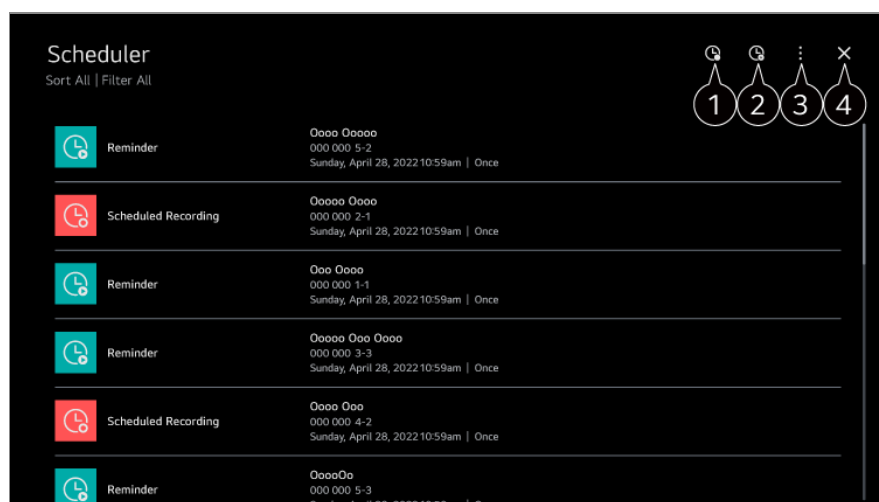 Scheduler
Sort All | Filter All
1 2 3 4
Reminder
Oooo Ooooo
000 000 5-2
Sunday, April 28, 2022 10:59am | Once
Scheduled Recording
Ooooo Oooo
000 000 2-1
Sunday, April 28, 2022 10:59am | Once
Reminder
Ooo Oooo
000 000 1-1
Sunday, April 28, 2022 10:59am | Once
Reminder
Ooooo Ooo Oooo
000 000 3-3
Sunday, April 28, 2022 10:59am | Once
Scheduled Recording
Oooo Ooo
000 000 4-2
Sunday, April 28, 2022 10:59am | Once
Reminder
OoooOo
000 000 5-3